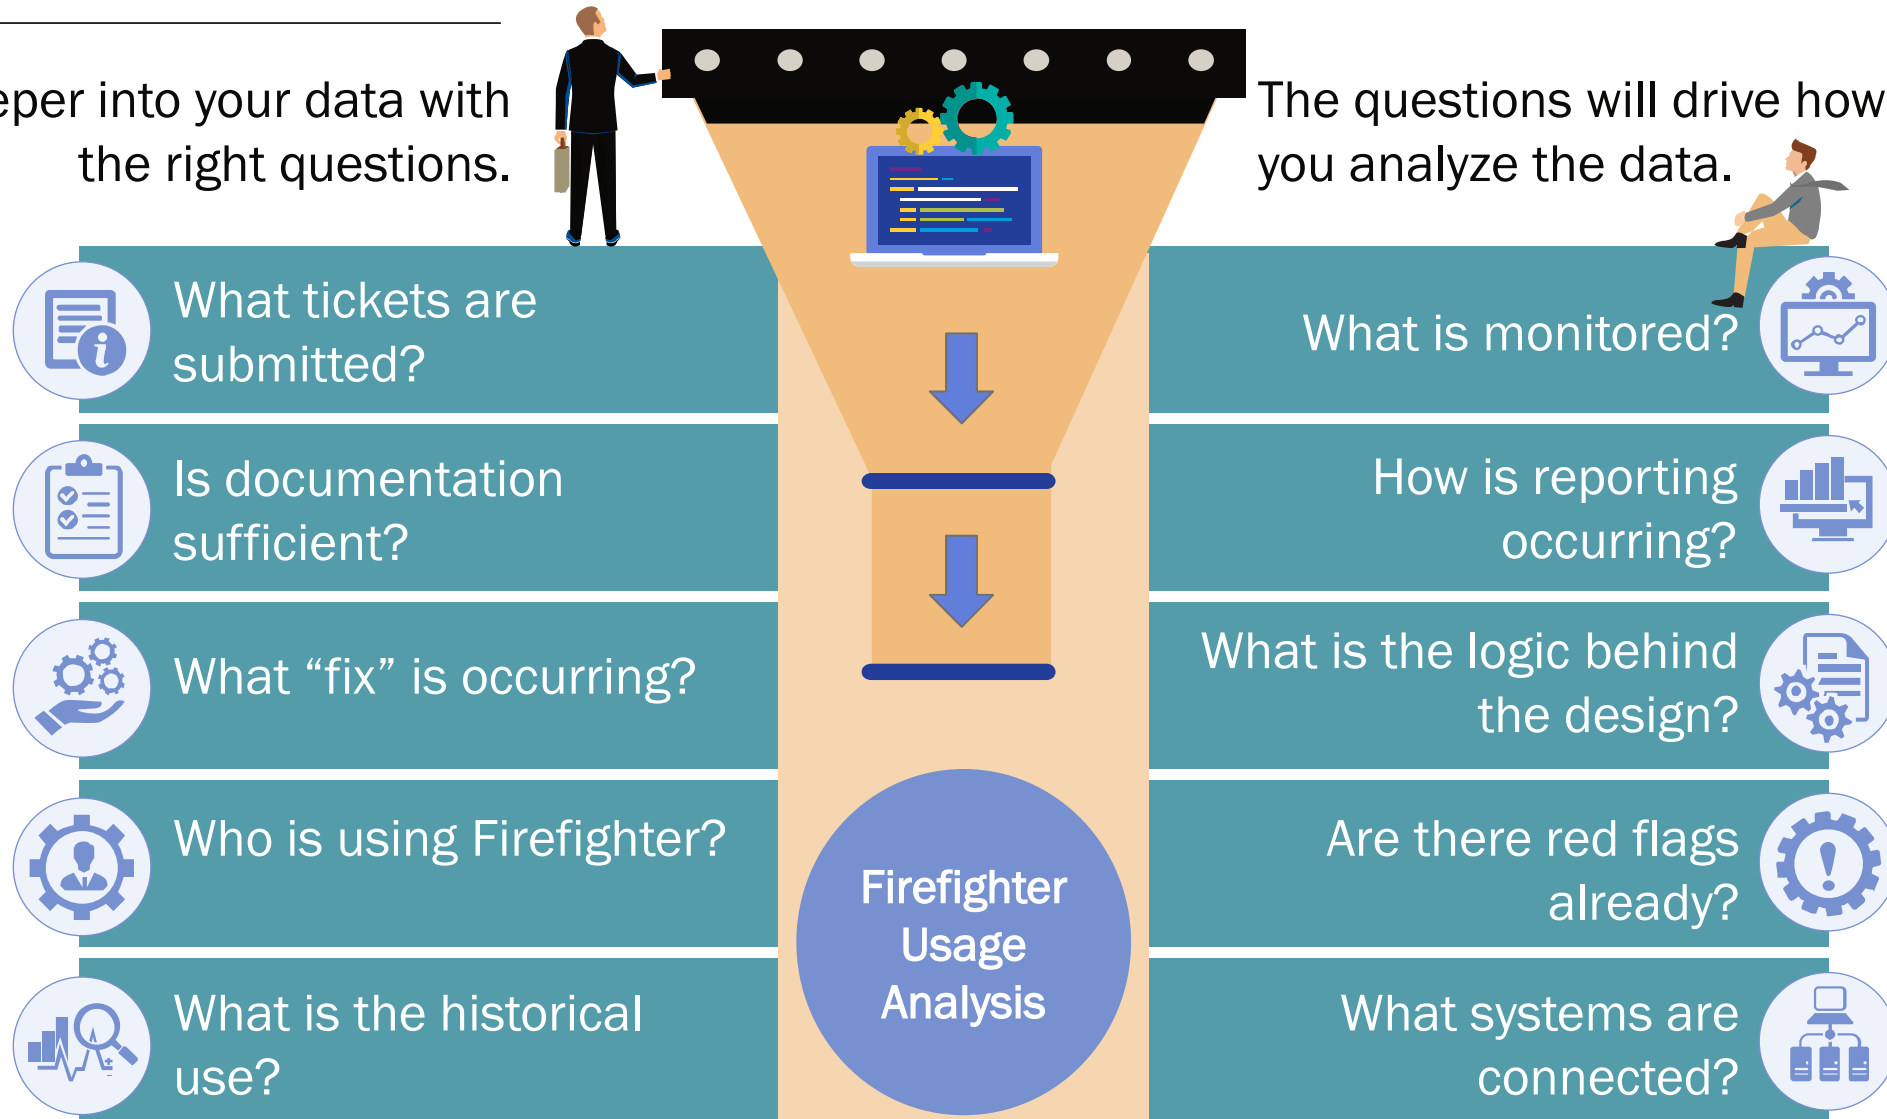 eper into your data with
the right questions.
The questions will drive how
you analyze the data.
What tickets are
submitted?
Is documentation
sufficient?
What “fix” is occurring?
Who is using Firefighter?
What is the historical
use?
Firefighter
Usage
Analysis
What is monitored?
How is reporting
occurring?
What is the logic behind
the design?
Are there red flags
already?
What systems are
connected?